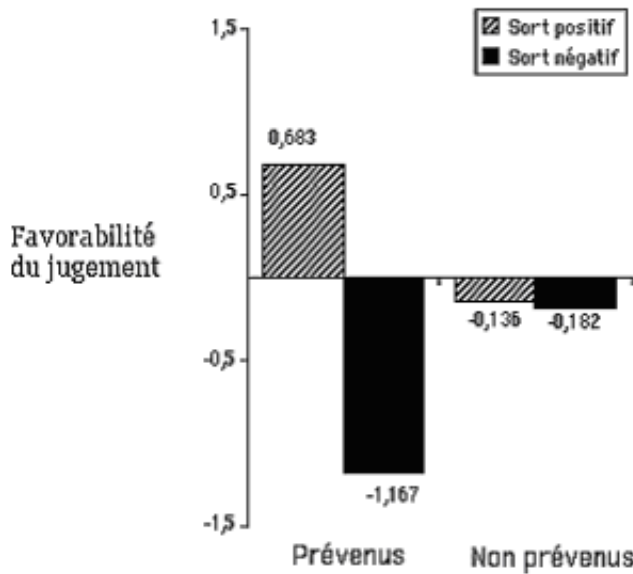 1,5
Sort positif
Sort négatif
0,683
0,5
Favorabilité
du jugement
-0,136
-0,182
-0,5
-1,167
-1,5
Prévenus
Non prévenus